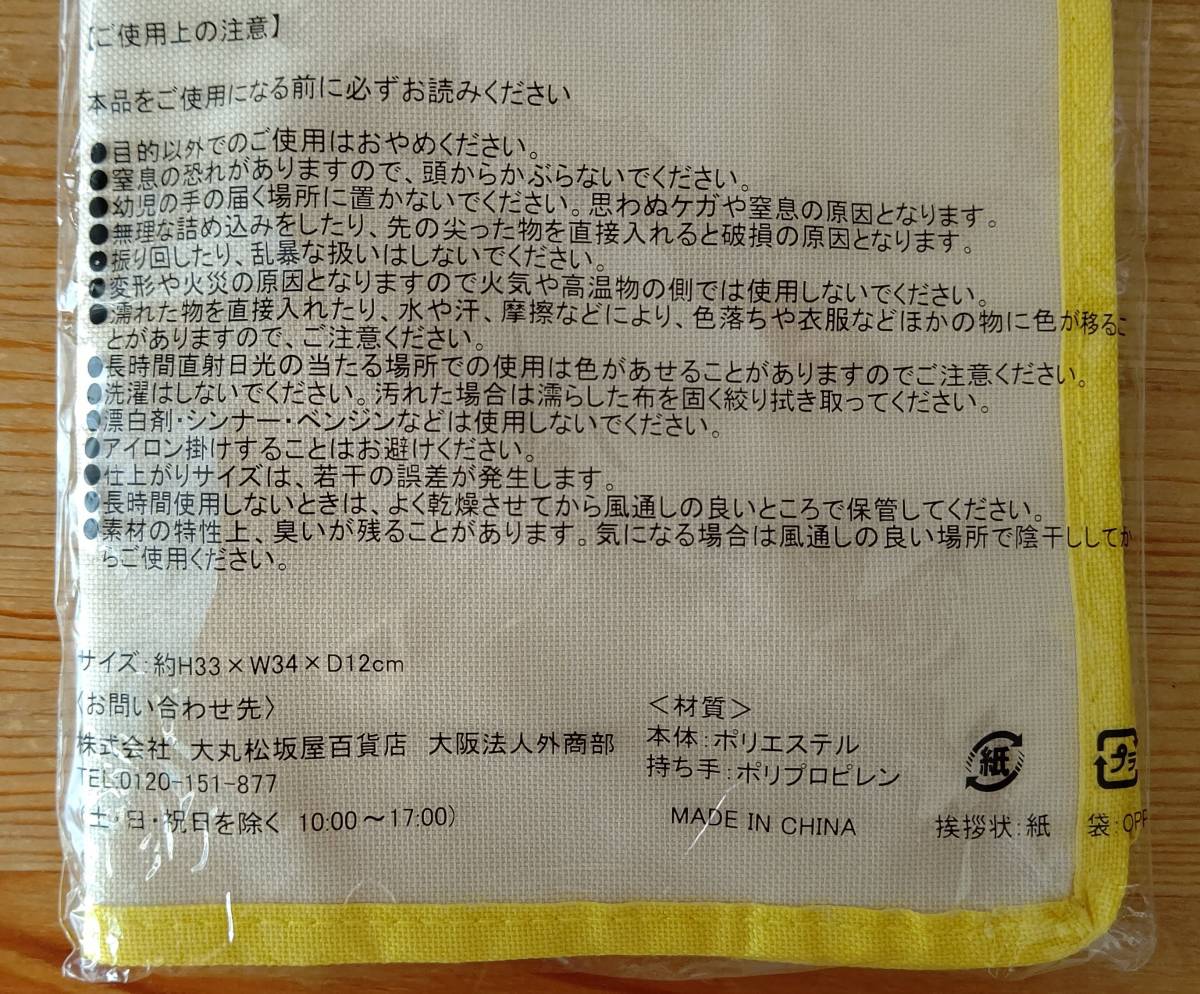 【ご使用上の注意】
本品をご使用になる前に必ずお読みください
●目的以外でのご使用はおやめください。
●窒息の恐れがありますので、頭からかぶらないでください。
●幼児の手の届く場所に置かないでください。思わぬケガや窒息の原因となります。
●無理な詰め込みをしたり、先の尖った物を直接入れると破損の原因となります。
●振り回したり、乱暴な扱いはしないでください。
●変形や火災の原因となりますので火気や高温物の側では使用しないでください。
●濡れた物を直接入れたり、水や汗、摩擦などにより、色落ちや衣服などほかの物に色が移るこ
とがありますので、ご注意ください。
●長時間直射日光の当たる場所での使用は色があせることがありますのでご注意ください。
●洗濯はしないでください。汚れた場合は濡らした布を固く絞り拭き取ってください。
●漂白剤・シンナー・ベンジンなどは使用しないでください。
●アイロン掛けすることはお避けください。
●仕上がりサイズは、若干の誤差が発生します。
●長時間使用しないときは、よく乾燥させてから風通しの良いところで保管してください。
●素材の特性上、臭いが残ることがあります。気になる場合は風通しの良い場所で陰干ししてか
らご使用ください。
サイズ:約H33×W34×D12cm
〈お問い合わせ先〉
株式会社 大丸松坂屋百貨店 大阪法人外商部
TEL:0120-151-877
(土・日・祝日を除く 10:00〜17:00)
＜材質＞
本体:ポリエステル
持ち手:ポリプロピレン
MADE IN CHINA
紙
挨拶状:紙
プラ
袋:OPP